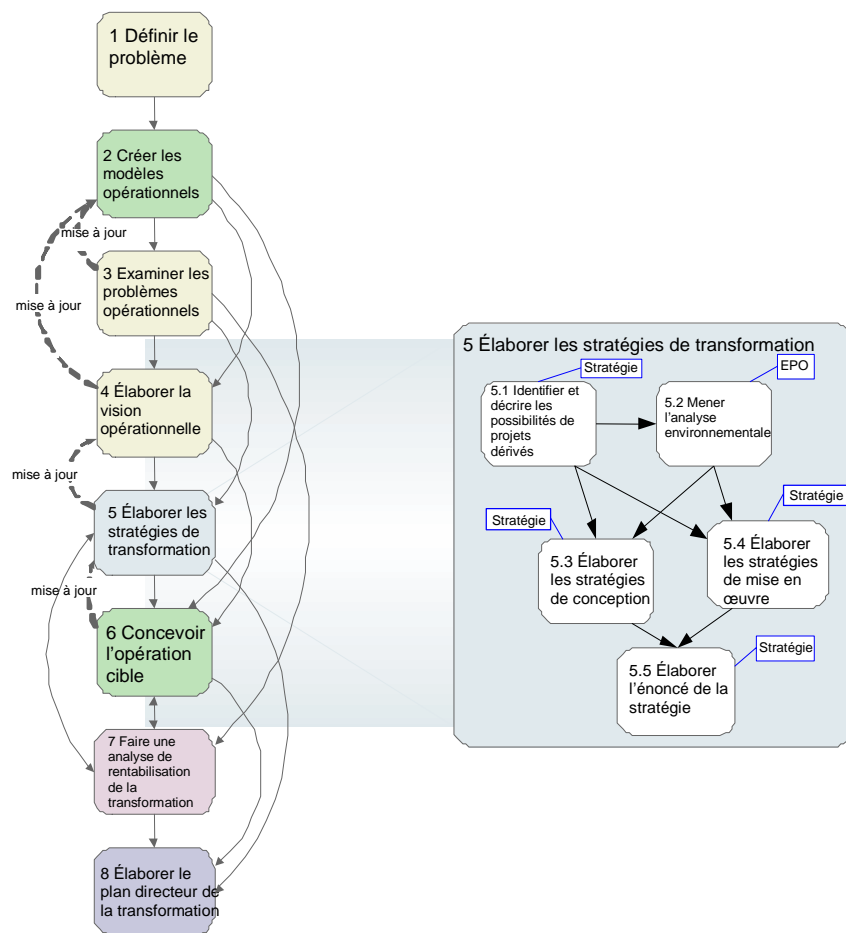 1 Définir le
problème
2 Créer les
modèles
opérationnels
mise à jour
3 Examiner les
problèmes
opérationnels
mise à jour
4 Élaborer la
vision
opérationnelle
mise à jour
5 Élaborer les
stratégies de
transformation
mise à jour
6 Concevoir
l'opération
cible
7 Faire une
analyse de
rentabilisation
de la
transformation
8 Élaborer le
plan directeur de
la transformation
5 Élaborer les stratégies de transformation
Stratégie
EPO
5.1 Identifier et
décrire les
possibilités de
projets
dérivés
5.2 Mener
l'analyse
environnementale
Stratégie
Stratégie
5.3 Élaborer
les stratégies
de conception
5.4 Élaborer
les stratégies
de mise en
œuvre
Stratégie
5.5 Élaborer
l'énoncé de la
stratégie